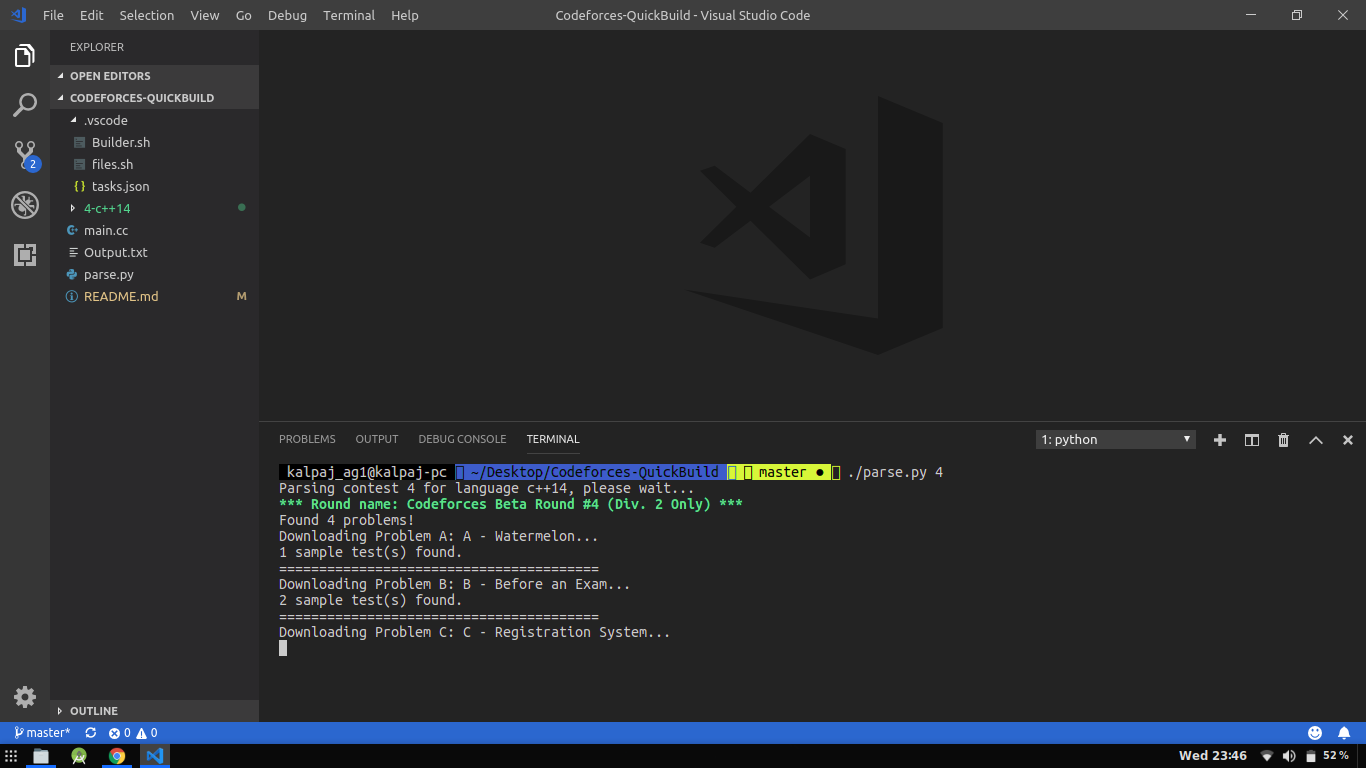 File Edit Selection View Go Debug Terminal Help Codeforces-QuickBuild - Visual Studio Code
EXPLORER
OPEN EDITORS
CODEFORCES-QUICKBUILD
.vscode
Builder.sh
files.sh
2
tasks.json
4-c++14
main.cc
Output.txt
parse.py
README.md M
OUTLINE
PROBLEMS OUTPUT DEBUG CONSOLE TERMINAL 1: python
kalpaj_ag1@kalpaj-pc ~/Desktop/Codeforces-QuickBuild master ● ./parse.py 4
Parsing contest 4 for language c++14, please wait...
*** Round name: Codeforces Beta Round #4 (Div. 2 Only) ***
Found 4 problems!
Downloading Problem A: A - Watermelon...
1 sample test(s) found.
========================================
Downloading Problem B: B - Before an Exam...
2 sample test(s) found.
========================================
Downloading Problem C: C - Registration System...
master* 0 0
Wed 23:46 52 %